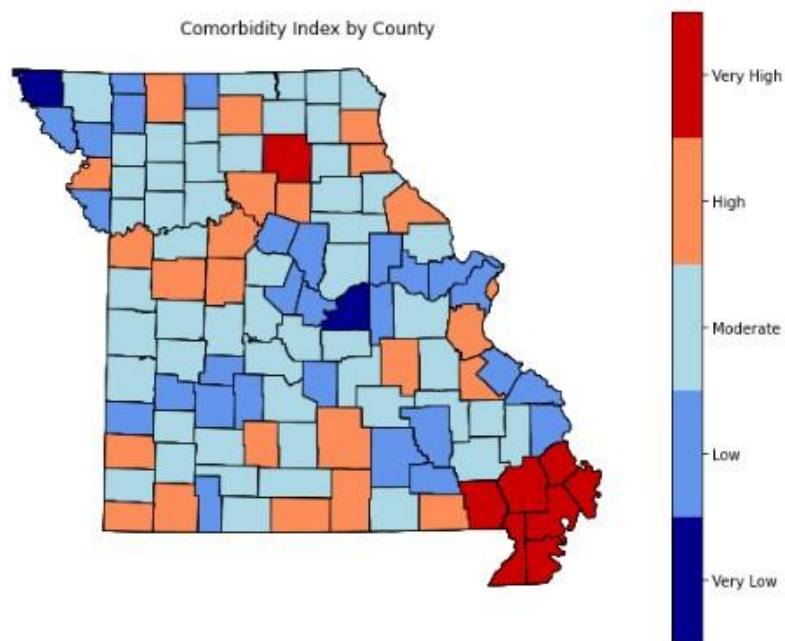 Comorbidity Index by County
Very High
High
Moderate
Low
Very Low